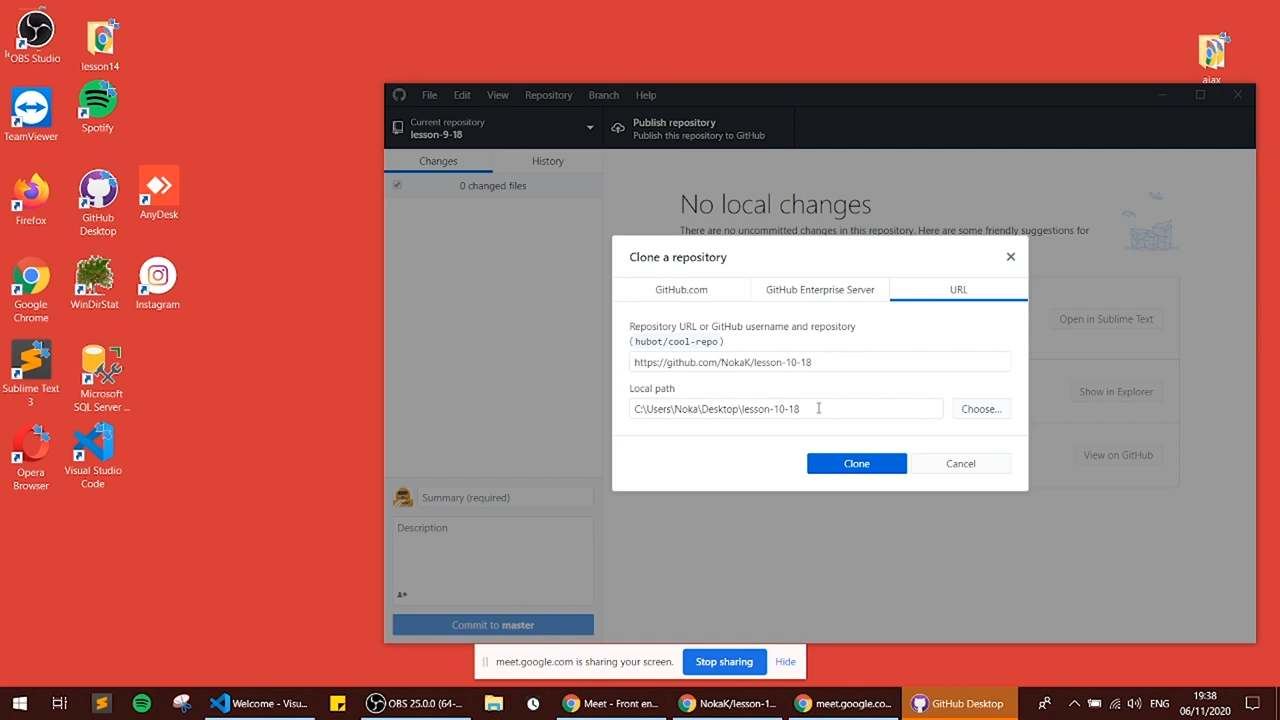 OBS Studio
lesson14
TeamViewer
Spotify
Firefox
GitHub
Desktop
AnyDesk
Google
Chrome
WinDirStat
Instagram
Sublime Text
3
Microsoft
SQL Server ...
Opera
Browser
Visual Studio
Code
ajax
File Edit View Repository Branch Help
Current repository
lesson-9-18
Publish repository
Publish this repository to GitHub
Changes History
0 changed files
No local changes
There are no uncommitted changes in this repository. Here are some friendly suggestions for
Open in Sublime Text
Show in Explorer
View on GitHub
Clone a repository
GitHub.com GitHub Enterprise Server URL
Repository URL or GitHub username and repository
(hubot/cool-repo)
https://github.com/NokaK/lesson-10-18
Local path
C:\Users\Noka\Desktop\lesson-10-18
Choose...
Clone Cancel
Summary (required)
Description
Commit to master
meet.google.com is sharing your screen. Stop sharing Hide
Welcome - Visu... OBS 25.0.0 (64-... Meet - Front en... NokaK/lesson-1... meet.google.co... GitHub Desktop ENG
19:38
06/11/2020